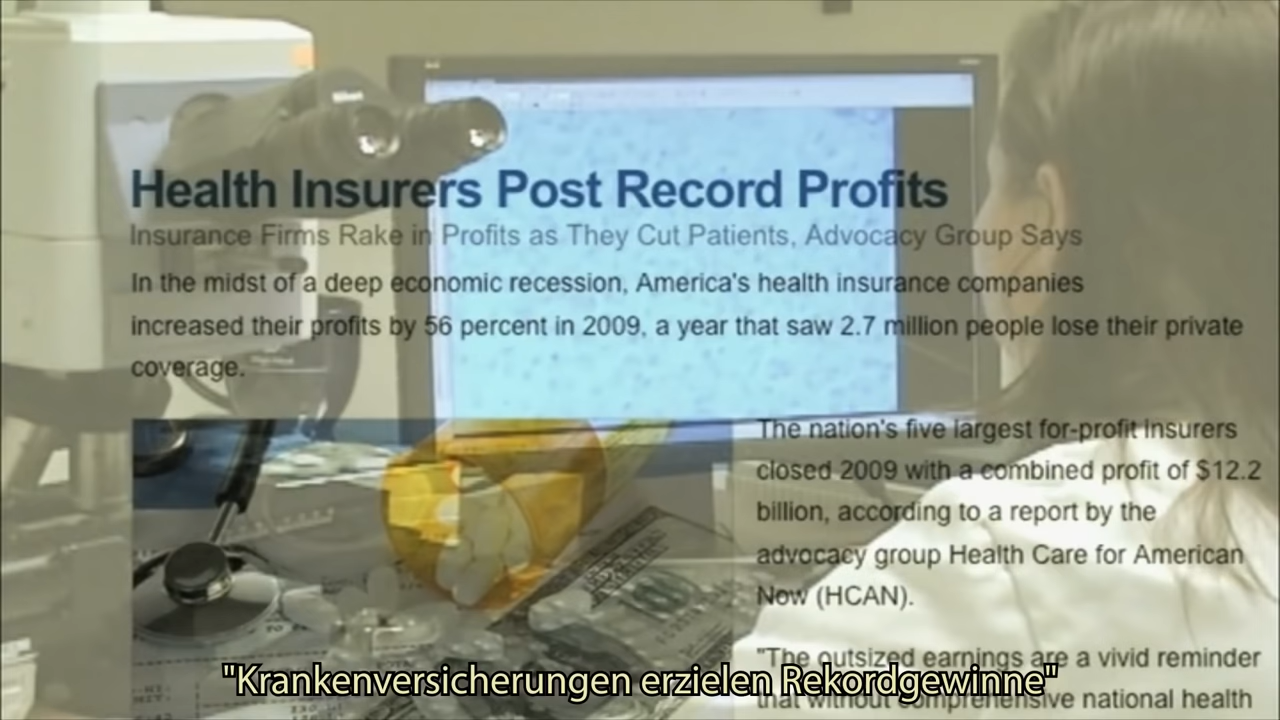 Health Insurers Post Record Profits
Insurance Firms Rake in Profits as They Cut Patients, Advocacy Group Says
In the midst of a deep economic recession, America's health insurance companies
increased their profits by 56 percent in 2009, a year that saw 2.7 million people lose their private
coverage.
The nation's five largest for-profit insurers
closed 2009 with a combined profit of $12.2
billion, according to a report by the
advocacy group Health Care for American
Now (HCAN).
"The outsized earnings are a vivid reminder
that without comprehensive national health
"Krankenversicherungen erzielen Rekordgewinne"